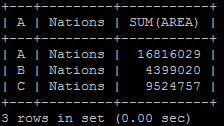 +---+---------+-----------+
| A | Nations | SUM(AREA) |
+---+---------+-----------+
| A | Nations |  16816029 |
| B | Nations |   4399020 |
| C | Nations |   9524757 |
+---+---------+-----------+
3 rows in set (0.00 sec)